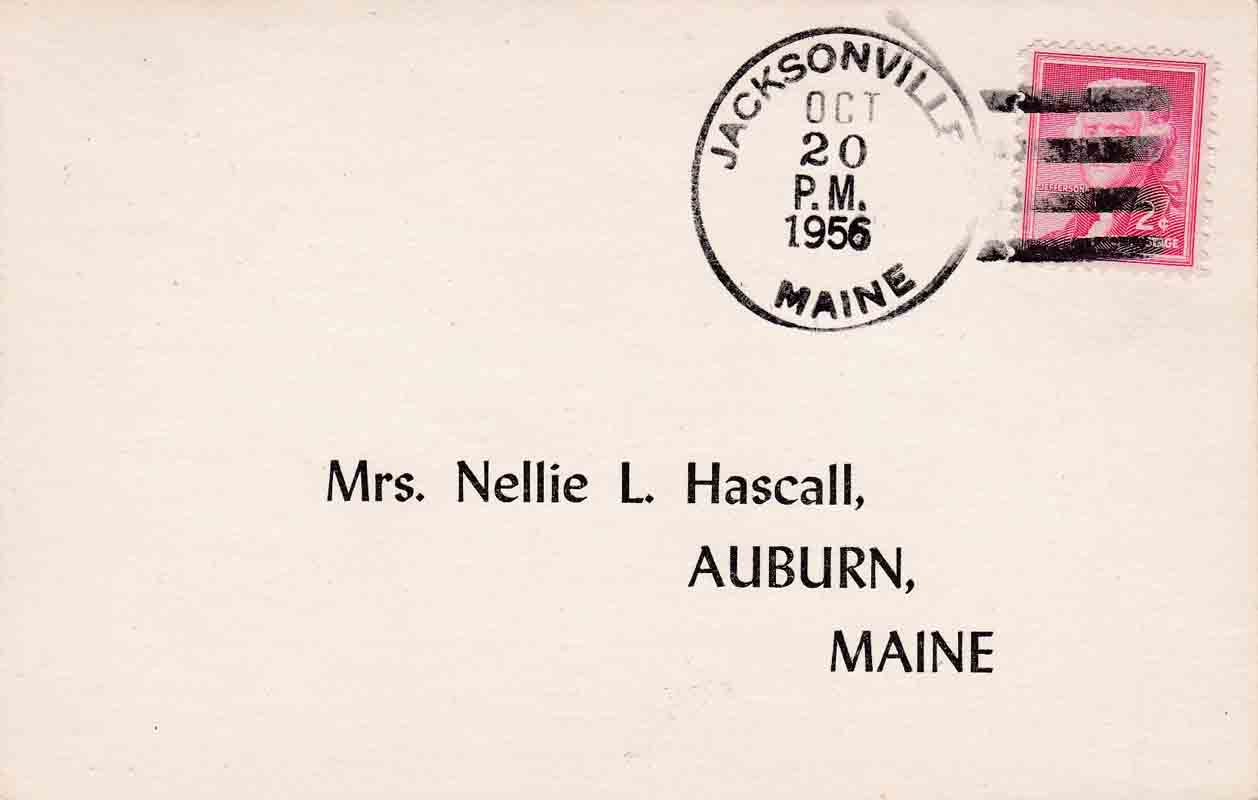 JACKSONVILLE
OCT
20
P.M.
1956
MAINE
JEFFERSON
2¢
Mrs. Nellie L. Hascall,
AUBURN,
MAINE